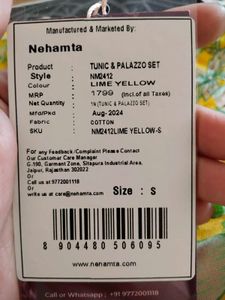 Manufactured & Marketed By:
Nehamta
Product : TUNIC & PALAZZO SET
Style : NM2412
Colour : LIME YELLOW
MRP : 1799 (Incl.of all Taxes)
Net Quantity : 1N (TUNIC & PALAZZO SET)
Mfd/Pkd : Aug-2024
Fabric : COTTON
SKU : NM2412LIME YELLOW-S
For any Feedback/Complaint Please Contact
Our Customer Care Manager
G-190, Garment Zone, Sitapura Industrial Area,
Jaipur, Rajasthan 302022
Call us at 9772001118
Or
write us at care@nehamta.com
Size : S
8 904480 506095
www.nehamta.com
Call or Whatsapp : +91 9772001118